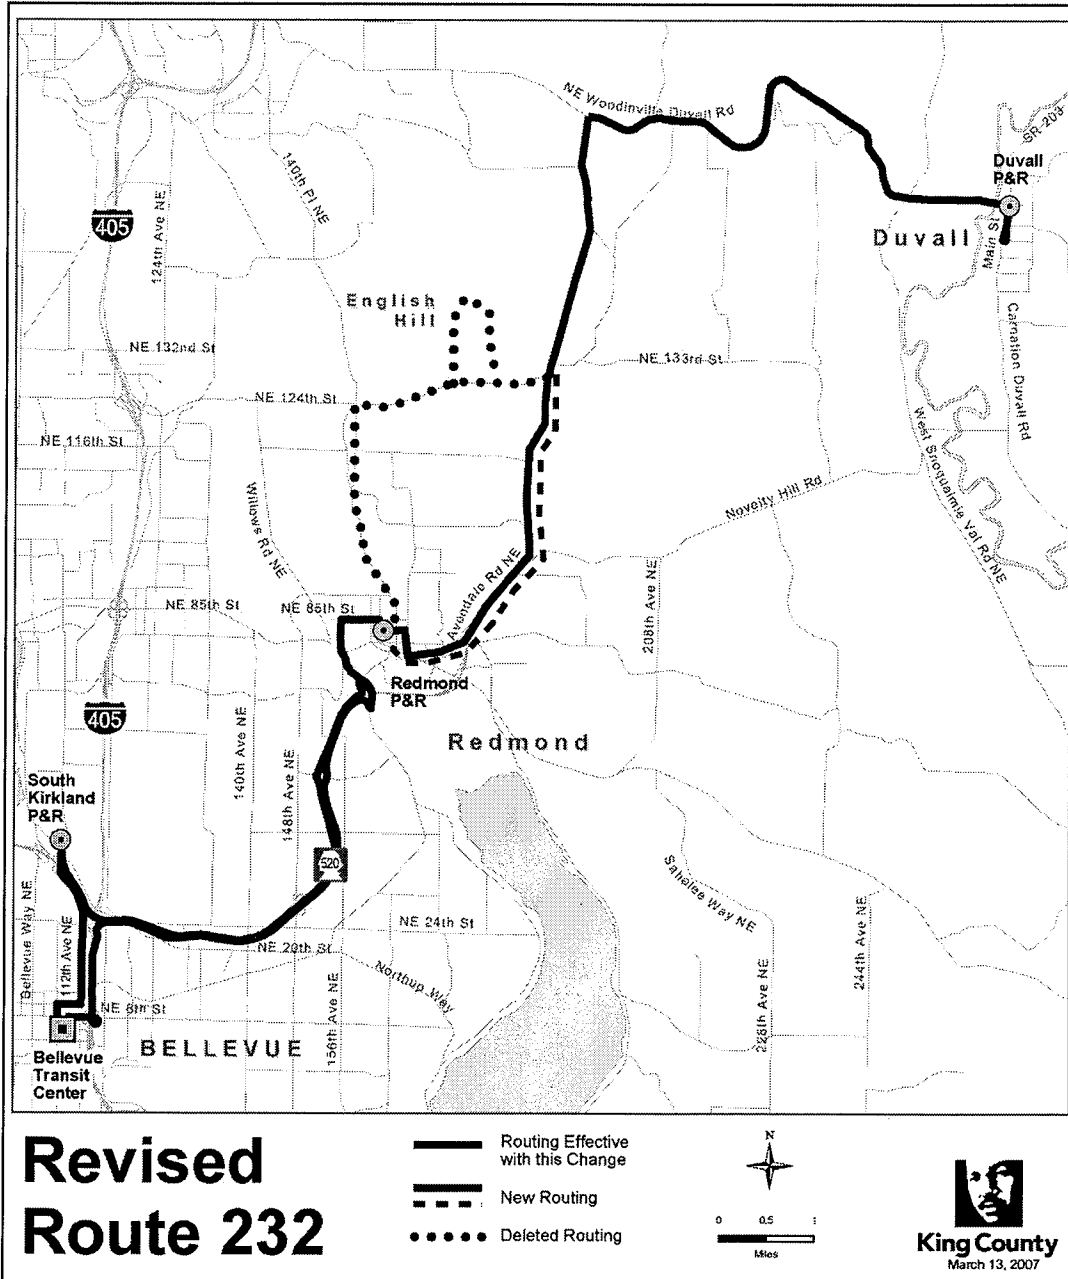 NE Woodinville Duvall Rd
SR-203
Duvall
P&R
140th Pl NE
124th Ave NE
405
Main St
Duvall
English
Hill
Carnation Duvall Rd
NE 132nd St
NE 133rd St
NE 124th St
NE 116th St
West Snoqualmie Val Rd NE
Willows Rd NE
Novelty Hill Rd
Avondale Rd NE
208th Ave NE
NE 85th St
NE 85th St
Redmond
P&R
405
140th Ave NE
148th Ave NE
Redmond
South
Kirkland
P&R
520
Sahalee Way NE
Bellevue Way NE
112th Ave NE
NE 24th St
NE 20th St
244th Ave NE
Northup Way
228th Ave NE
156th Ave NE
NE 8th St
BELLEVUE
Bellevue
Transit
Center
Revised
Route 232
Routing Effective
with this Change
New Routing
Deleted Routing
N
0 0.5 1
Miles
King County
March 13, 2007